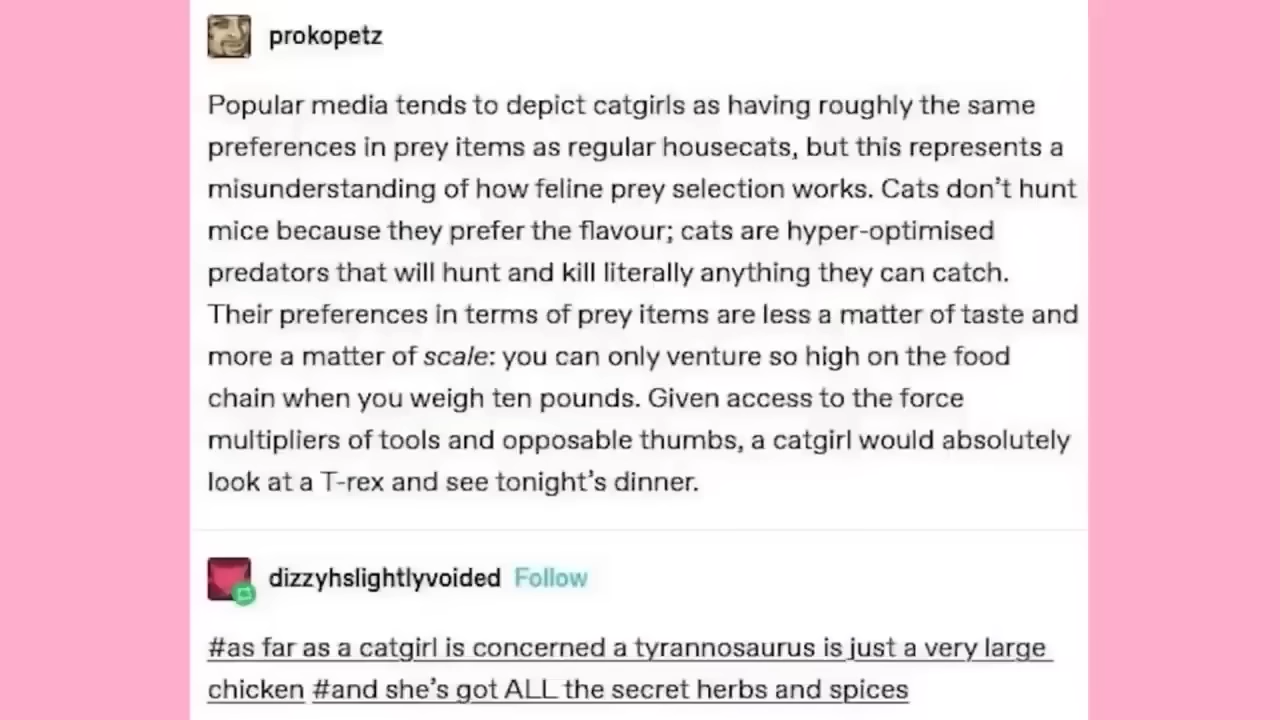 prokopetz
Popular media tends to depict catgirls as having roughly the same
preferences in prey items as regular housecats, but this represents a
misunderstanding of how feline prey selection works. Cats don't hunt
mice because they prefer the flavour; cats are hyper-optimised
predators that will hunt and kill literally anything they can catch.
Their preferences in terms of prey items are less a matter of taste and
more a matter of scale: you can only venture so high on the food
chain when you weigh ten pounds. Given access to the force
multipliers of tools and opposable thumbs, a catgirl would absolutely
look at a T-rex and see tonight's dinner.
dizzyhslightlyvoided Follow
#as far as a catgirl is concerned a tyrannosaurus is just a very large
chicken #and she's got ALL the secret herbs and spices